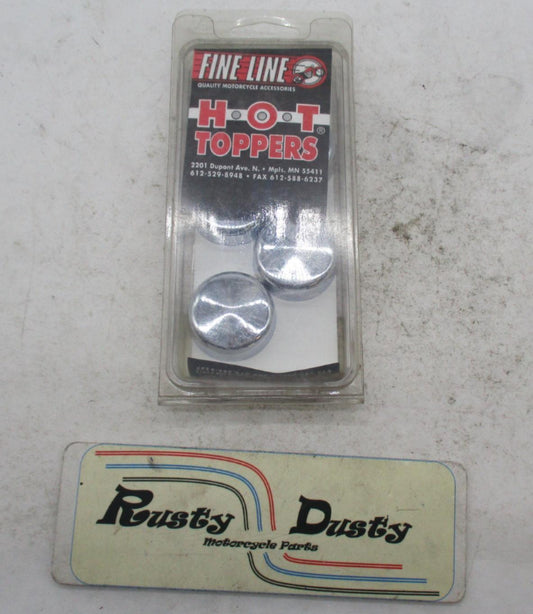 FINE LINE
QUALITY MOTORCYCLE ACCESSORIES
H•O•T®
TOPPERS
2201 Dupont Ave. N. • Mpls. MN 55411
612-529-8948 • FAX 612-588-6237
Rusty Dusty
Motorcycle Parts